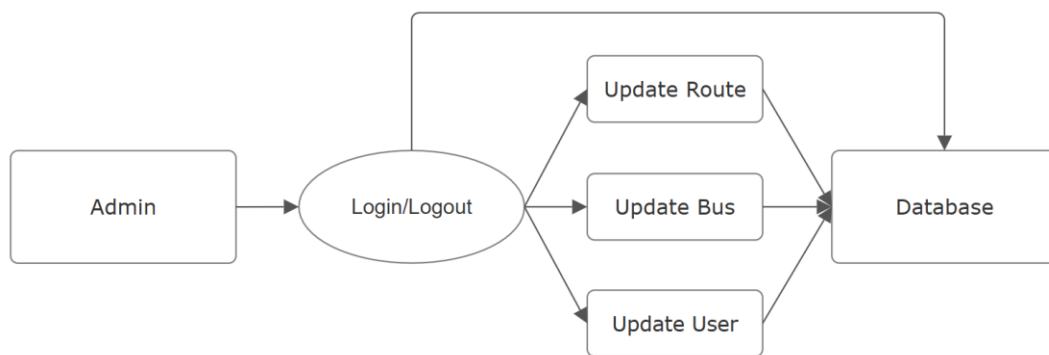 Update Route
Admin
Login/Logout
Update Bus
Database
Update User